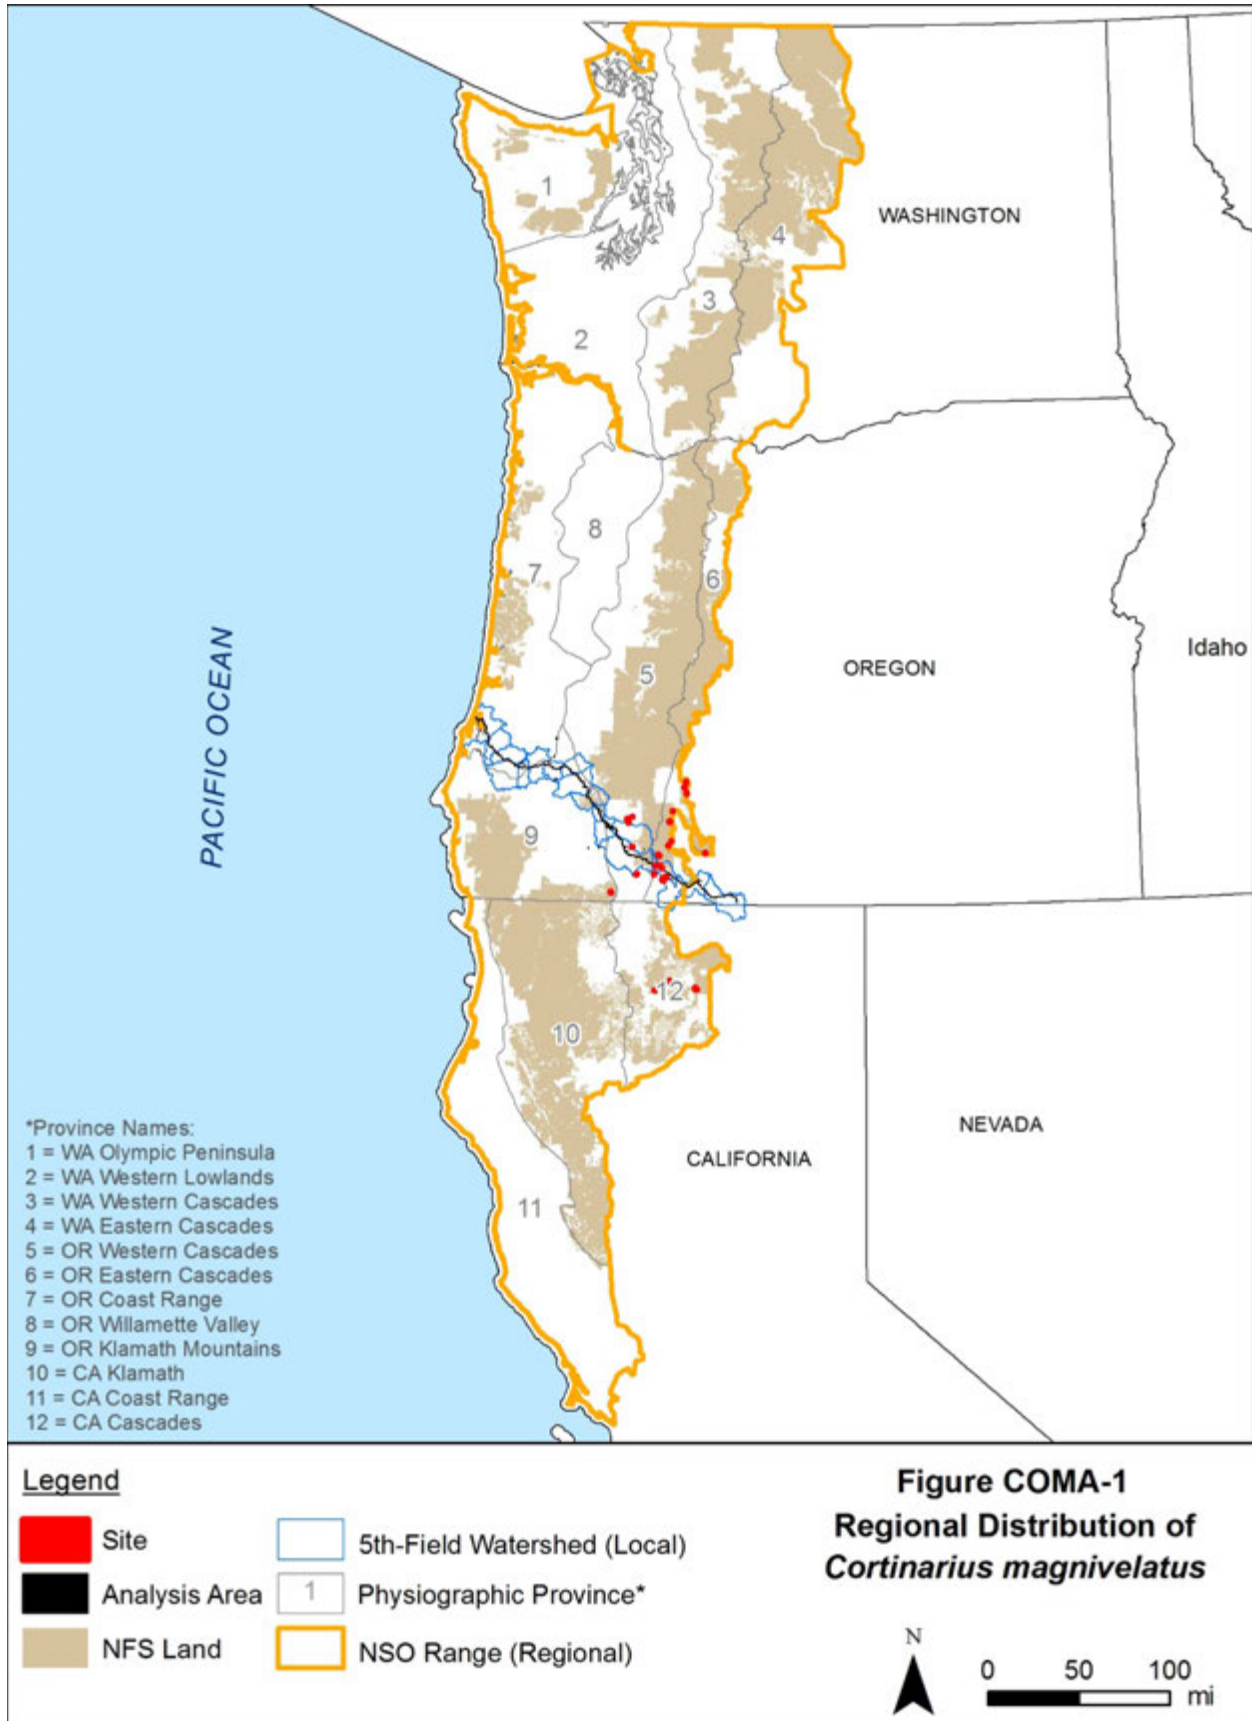 1
WASHINGTON
4
3
2
8
7
6
5
Idaho
OREGON
PACIFIC OCEAN
9
12
10
NEVADA
CALIFORNIA
11
*Province Names:
1 = WA Olympic Peninsula
2 = WA Western Lowlands
3 = WA Western Cascades
4 = WA Eastern Cascades
5 = OR Western Cascades
6 = OR Eastern Cascades
7 = OR Coast Range
8 = OR Willamette Valley
9 = OR Klamath Mountains
10 = CA Klamath
11 = CA Coast Range
12 = CA Cascades
Legend
Site
Analysis Area
NFS Land
5th-Field Watershed (Local)
1 Physiographic Province*
NSO Range (Regional)
Figure COMA-1
Regional Distribution of
Cortinarius magnivelatus
N
0 50 100
mi